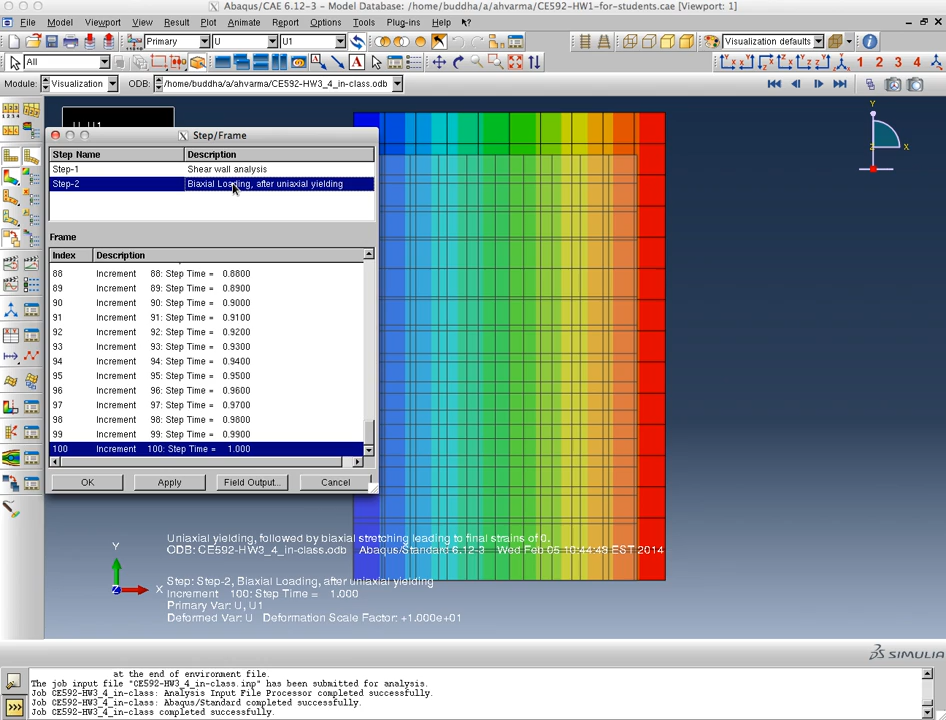 Abaqus/CAE 6.12-3 - Model Database: /home/buddha/a/ahvarma/CE592-HW1-for-students.cae [Viewport: 1]
File Model Viewport View Result Plot Animate Report Options Tools Plug-ins Help
Primary U U1 Visualization defaults
All 1 2 3 4
Module: Visualization ODB: /home/buddha/a/ahvarma/CE592-HW3_4_in-class.odb
Step/Frame
Step Name Description
Step-1 Shear wall analysis
Step-2 Biaxial Loading, after uniaxial yielding
Frame
Index Description
88 Increment 88: Step Time = 0.8800
89 Increment 89: Step Time = 0.8900
90 Increment 90: Step Time = 0.9000
91 Increment 91: Step Time = 0.9100
92 Increment 92: Step Time = 0.9200
93 Increment 93: Step Time = 0.9300
94 Increment 94: Step Time = 0.9400
95 Increment 95: Step Time = 0.9500
96 Increment 96: Step Time = 0.9600
97 Increment 97: Step Time = 0.9700
98 Increment 98: Step Time = 0.9800
99 Increment 99: Step Time = 0.9900
100 Increment 100: Step Time = 1.000
OK Apply Field Output... Cancel
Y
X
Z
Uniaxial yielding, followed by biaxial stretching leading to final strains of 0.
ODB: CE592-HW3_4_in-class.odb Abaqus/Standard 6.12-3 Wed Feb 05 10:44:48 EST 2014
Y
X
Z
Step: Step-2, Biaxial Loading, after uniaxial yielding
Increment 100: Step Time = 1.000
Primary Var: U, U1
Deformed Var: U Deformation Scale Factor: +1.000e+01
SIMULIA
at the end of environment file.
The job input file "CE592-HW3_4_in-class.inp" has been submitted for analysis.
Job CE592-HW3_4_in-class: Analysis Input File Processor completed successfully.
Job CE592-HW3_4_in-class: Abaqus/Standard completed successfully.
Job CE592-HW3_4_in-class completed successfully.